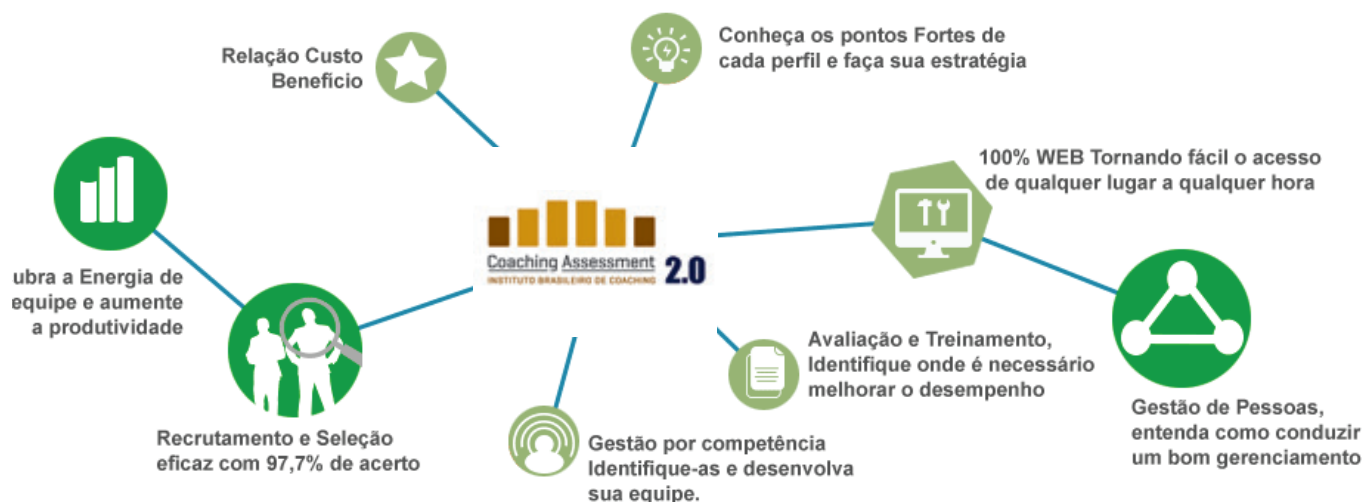 Relação Custo
Benefício
Conheça os pontos Fortes de
cada perfil e faça sua estratégia
100% WEB Tornando fácil o acesso
de qualquer lugar a qualquer hora
Coaching Assessment
INSTITUTO BRASILEIRO DE COACHING
2.0
ubra a Energia de
equipe e aumente
a produtividade
Avaliação e Treinamento,
Identifique onde é necessário
melhorar o desempenho
Gestão de Pessoas,
entenda como conduzir
um bom gerenciamento
Recrutamento e Seleção
eficaz com 97,7% de acerto
Gestão por competência
Identifique-as e desenvolva
sua equipe.